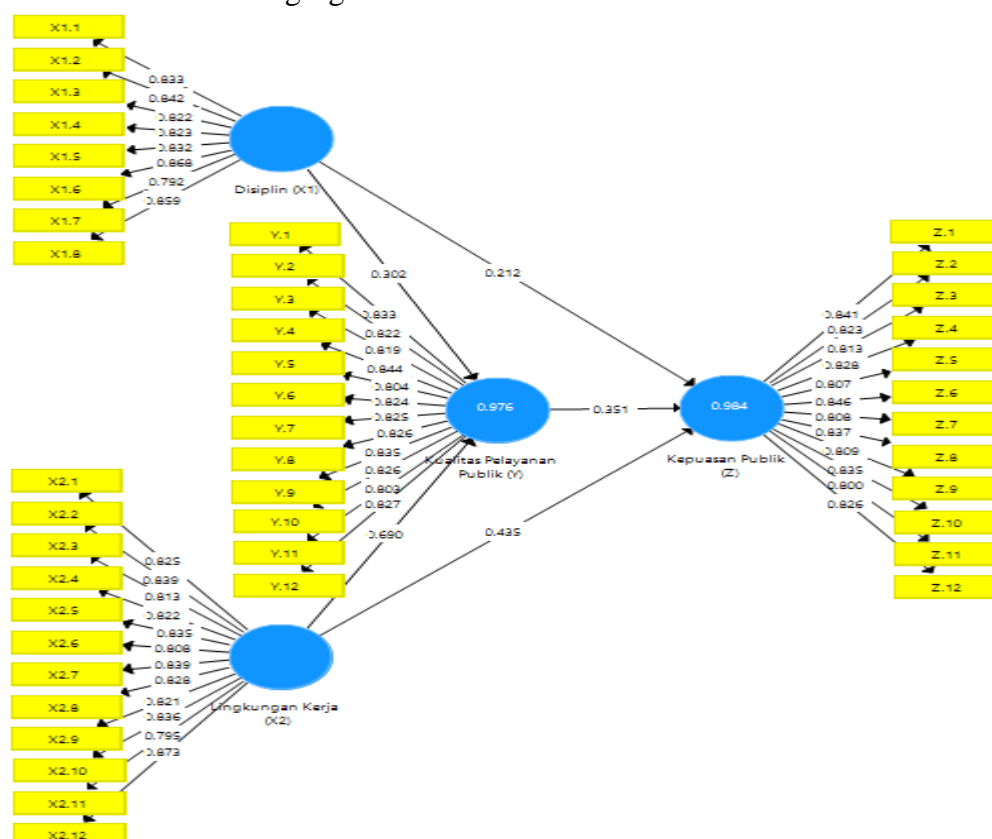 X1.1
X1.2
X1.3
X1.4
X1.5
X1.6
X1.7
X1.8
0.833
0.842
0.822
0.823
0.832
0.868
0.792
0.859
Disiplin (X1)
0.302
0.212
Y.1
Y.2
Y.3
Y.4
Y.5
Y.6
Y.7
Y.8
Y.9
Y.10
Y.11
Y.12
0.833
0.822
0.819
0.844
0.804
0.824
0.825
0.826
0.835
0.826
0.803
0.827
0.976
Kualitas Pelayanan
Publik (Y)
0.351
0.984
Kepuasan Publik
(Z)
0.841
0.823
0.813
0.828
0.807
0.846
0.808
0.837
0.809
0.835
0.800
0.826
Z.1
Z.2
Z.3
Z.4
Z.5
Z.6
Z.7
Z.8
Z.9
Z.10
Z.11
Z.12
0.690
0.435
X2.1
X2.2
X2.3
X2.4
X2.5
X2.6
X2.7
X2.8
X2.9
X2.10
X2.11
X2.12
0.825
0.839
0.813
0.822
0.835
0.808
0.839
0.828
0.821
0.836
0.795
0.873
Lingkungan Kerja
(X2)